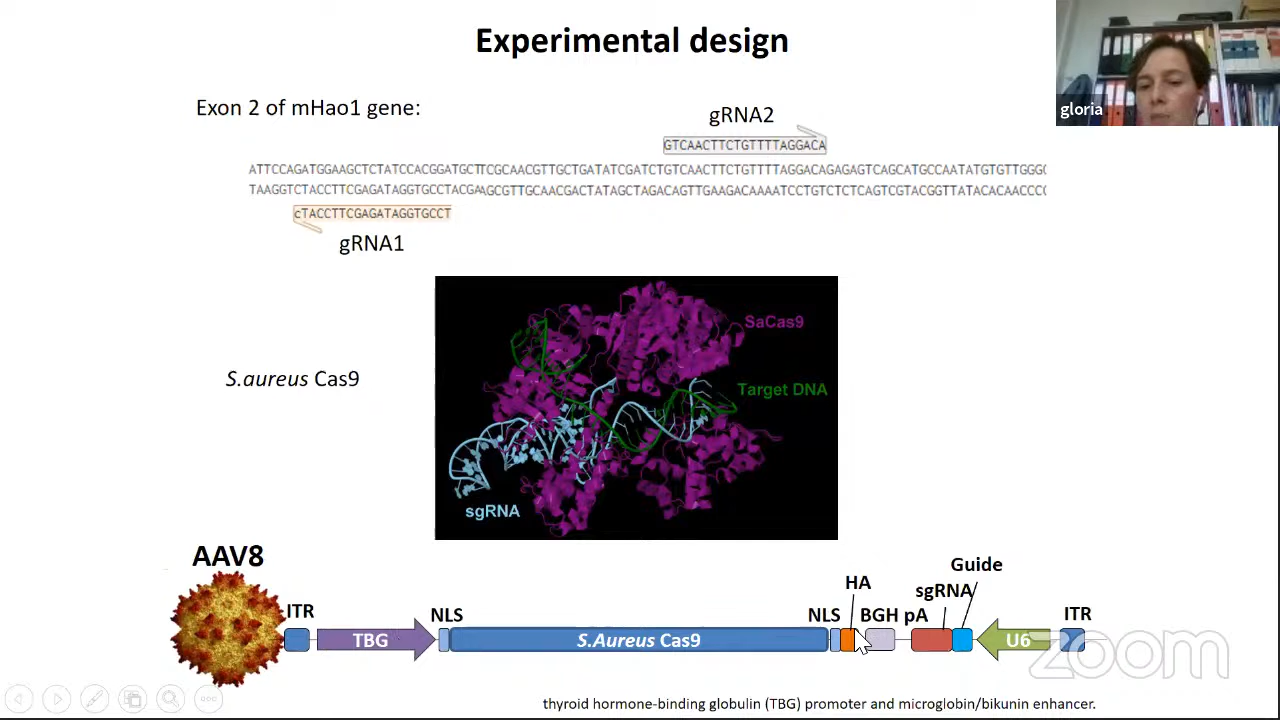 Experimental design
gloria
Exon 2 of mHao1 gene:
gRNA2
GTCAACTTCTGTTTTAGGACA
ATTCCAGATGGAAGCTCTATCCACGGATGCTTCGCAACGTTGCTGATATCGATCTGTCAACTTCTGTTTTAGGACAGAGAGTCAGCATGCCAATATGTGTTGGGG
TAAGGTCTACCTTCGAGATAGGTGCCTACGAAGCGTTGCAACGACTATAGCTAGACAGTTGAAGACAAAATCCTGTCTCTCAGTCGTACGGTTATACACAACCCC
cTACCTTCGAGATAGGTGCCT
gRNA1
SaCas9
S.aureus Cas9
Target DNA
sgRNA
AAV8
Guide
HA
sgRNA
ITR
NLS
NLS
BGH pA
ITR
TBG
S.Aureus Cas9
U6
zoom
thyroid hormone-binding globulin (TBG) promoter and microglobin/bikunin enhancer.